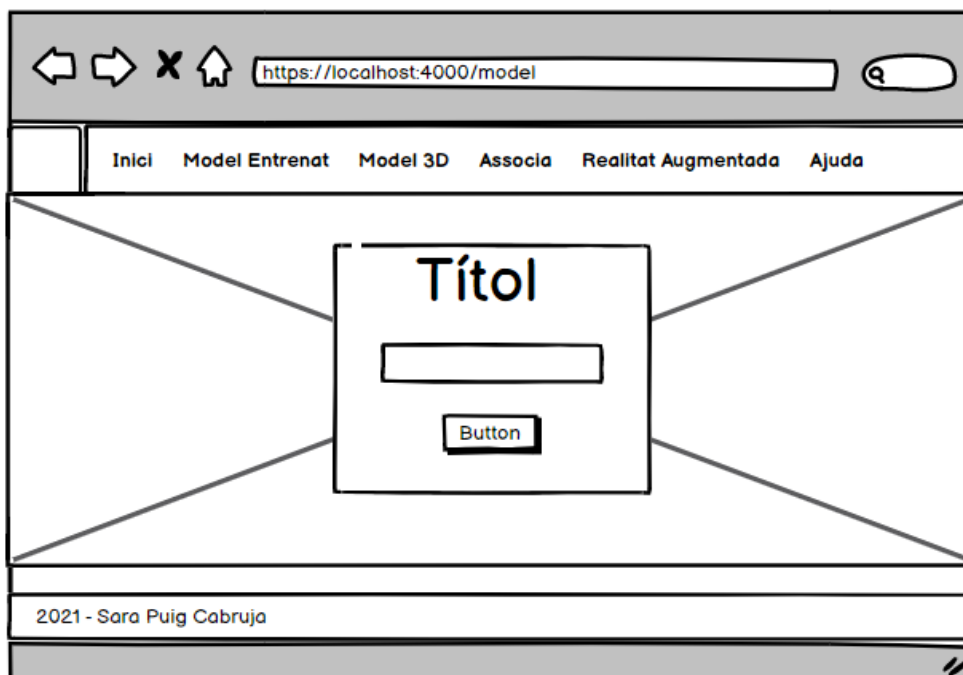 https://localhost:4000/model
Inici Model Entrenat Model 3D Associa Realitat Augmentada Ajuda
Títol
Button
2021 - Sara Puig Cabruja